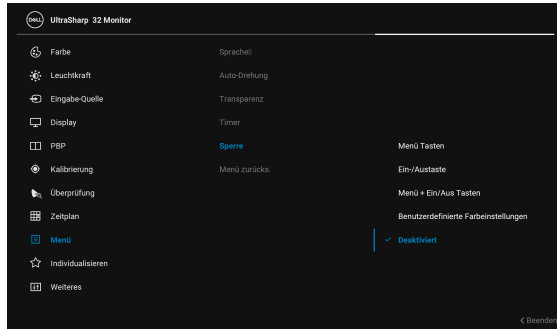 DELL UltraSharp 32 Monitor
Farbe
Leuchtkraft
Eingabe-Quelle
Display
PBP
Kalibrierung
Überprüfung
Zeitplan
Menü
Individualisieren
Weiteres
Sprachell
Auto-Drehung
Transparenz
Timer
Sperre
Menü zurücks.
Menü Tasten
Ein-/Austaste
Menü + Ein/Aus Tasten
Benutzerdefinierte Farbeinstellungen
Deaktiviert
Beenden